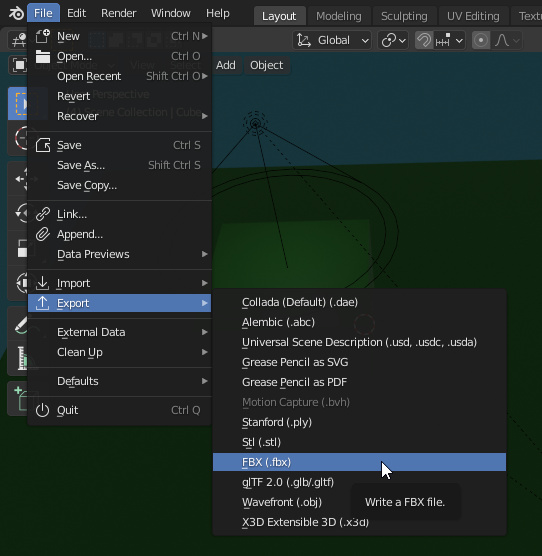 File Edit Render Window Help Layout Modeling Sculpting UV Editing
Global
Add Object
New Ctrl N
Open... Ctrl O
Open Recent Shift Ctrl O
Revert
Perspective
Recover
Scene Collection | Cube
Save Ctrl S
Save As... Shift Ctrl S
Save Copy...
Link...
Append...
Data Previews
Import
Export
External Data
Clean Up
Defaults
Quit Ctrl Q
Collada (Default) (.dae)
Alembic (.abc)
Universal Scene Description (.usd, .usdc, .usda)
Grease Pencil as SVG
Grease Pencil as PDF
Motion Capture (.bvh)
Stanford (.ply)
Stl (.stl)
FBX (.fbx)
glTF 2.0 (.glb/.gltf)
Wavefront (.obj)
Write a FBX file.
X3D Extensible 3D (.x3d)